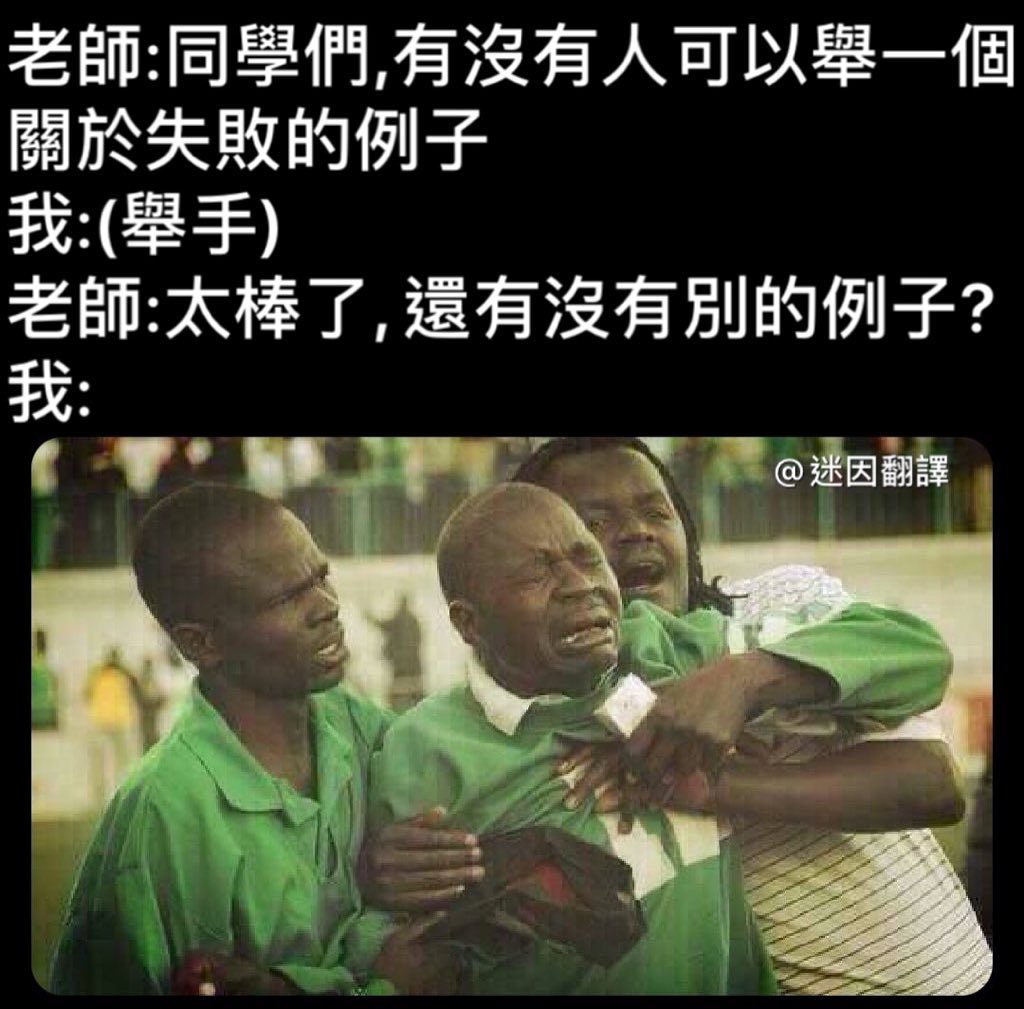 老師:同學們,有沒有人可以舉一個
關於失敗的例子
我:(舉手)
老師:太棒了,還有沒有別的例子?
我:
@迷因翻譯